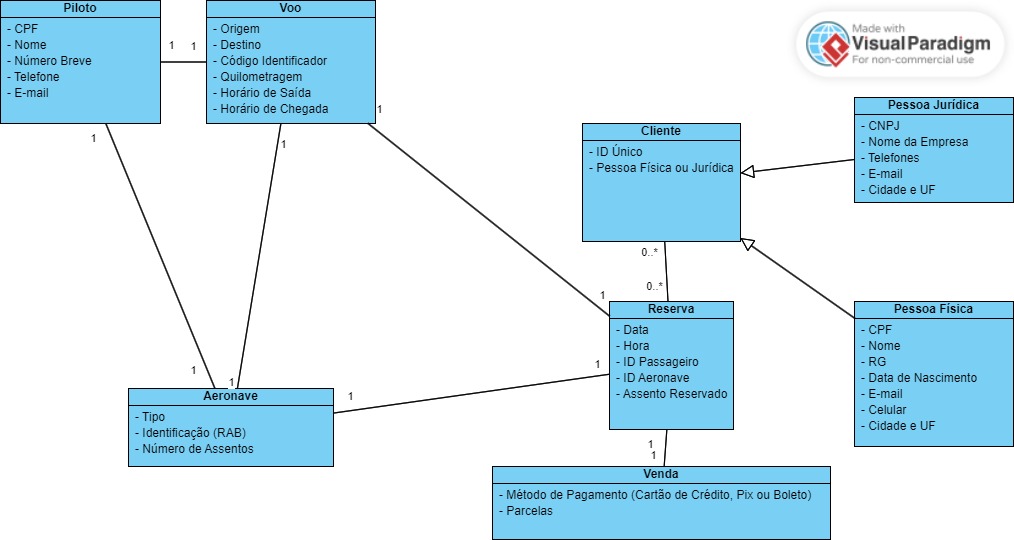 Piloto
- CPF
- Nome
- Número Breve
- Telefone
- E-mail
1
1
Voo
- Origem
- Destino
- Código Identificador
- Quilometragem
- Horário de Saída
- Horário de Chegada
Made with
Visual Paradigm
For non-commercial use
1
1
1
Cliente
- ID Único
- Pessoa Física ou Jurídica
Pessoa Jurídica
- CNPJ
- Nome da Empresa
- Telefones
- E-mail
- Cidade e UF
0..*
0..*
1
Reserva
- Data
- Hora
- ID Passageiro
- ID Aeronave
- Assento Reservado
Pessoa Física
- CPF
- Nome
- RG
- Data de Nascimento
- E-mail
- Celular
- Cidade e UF
1
1
1
1
Aeronave
- Tipo
- Identificação (RAB)
- Número de Assentos
1
1
Venda
- Método de Pagamento (Cartão de Crédito, Pix ou Boleto)
- Parcelas